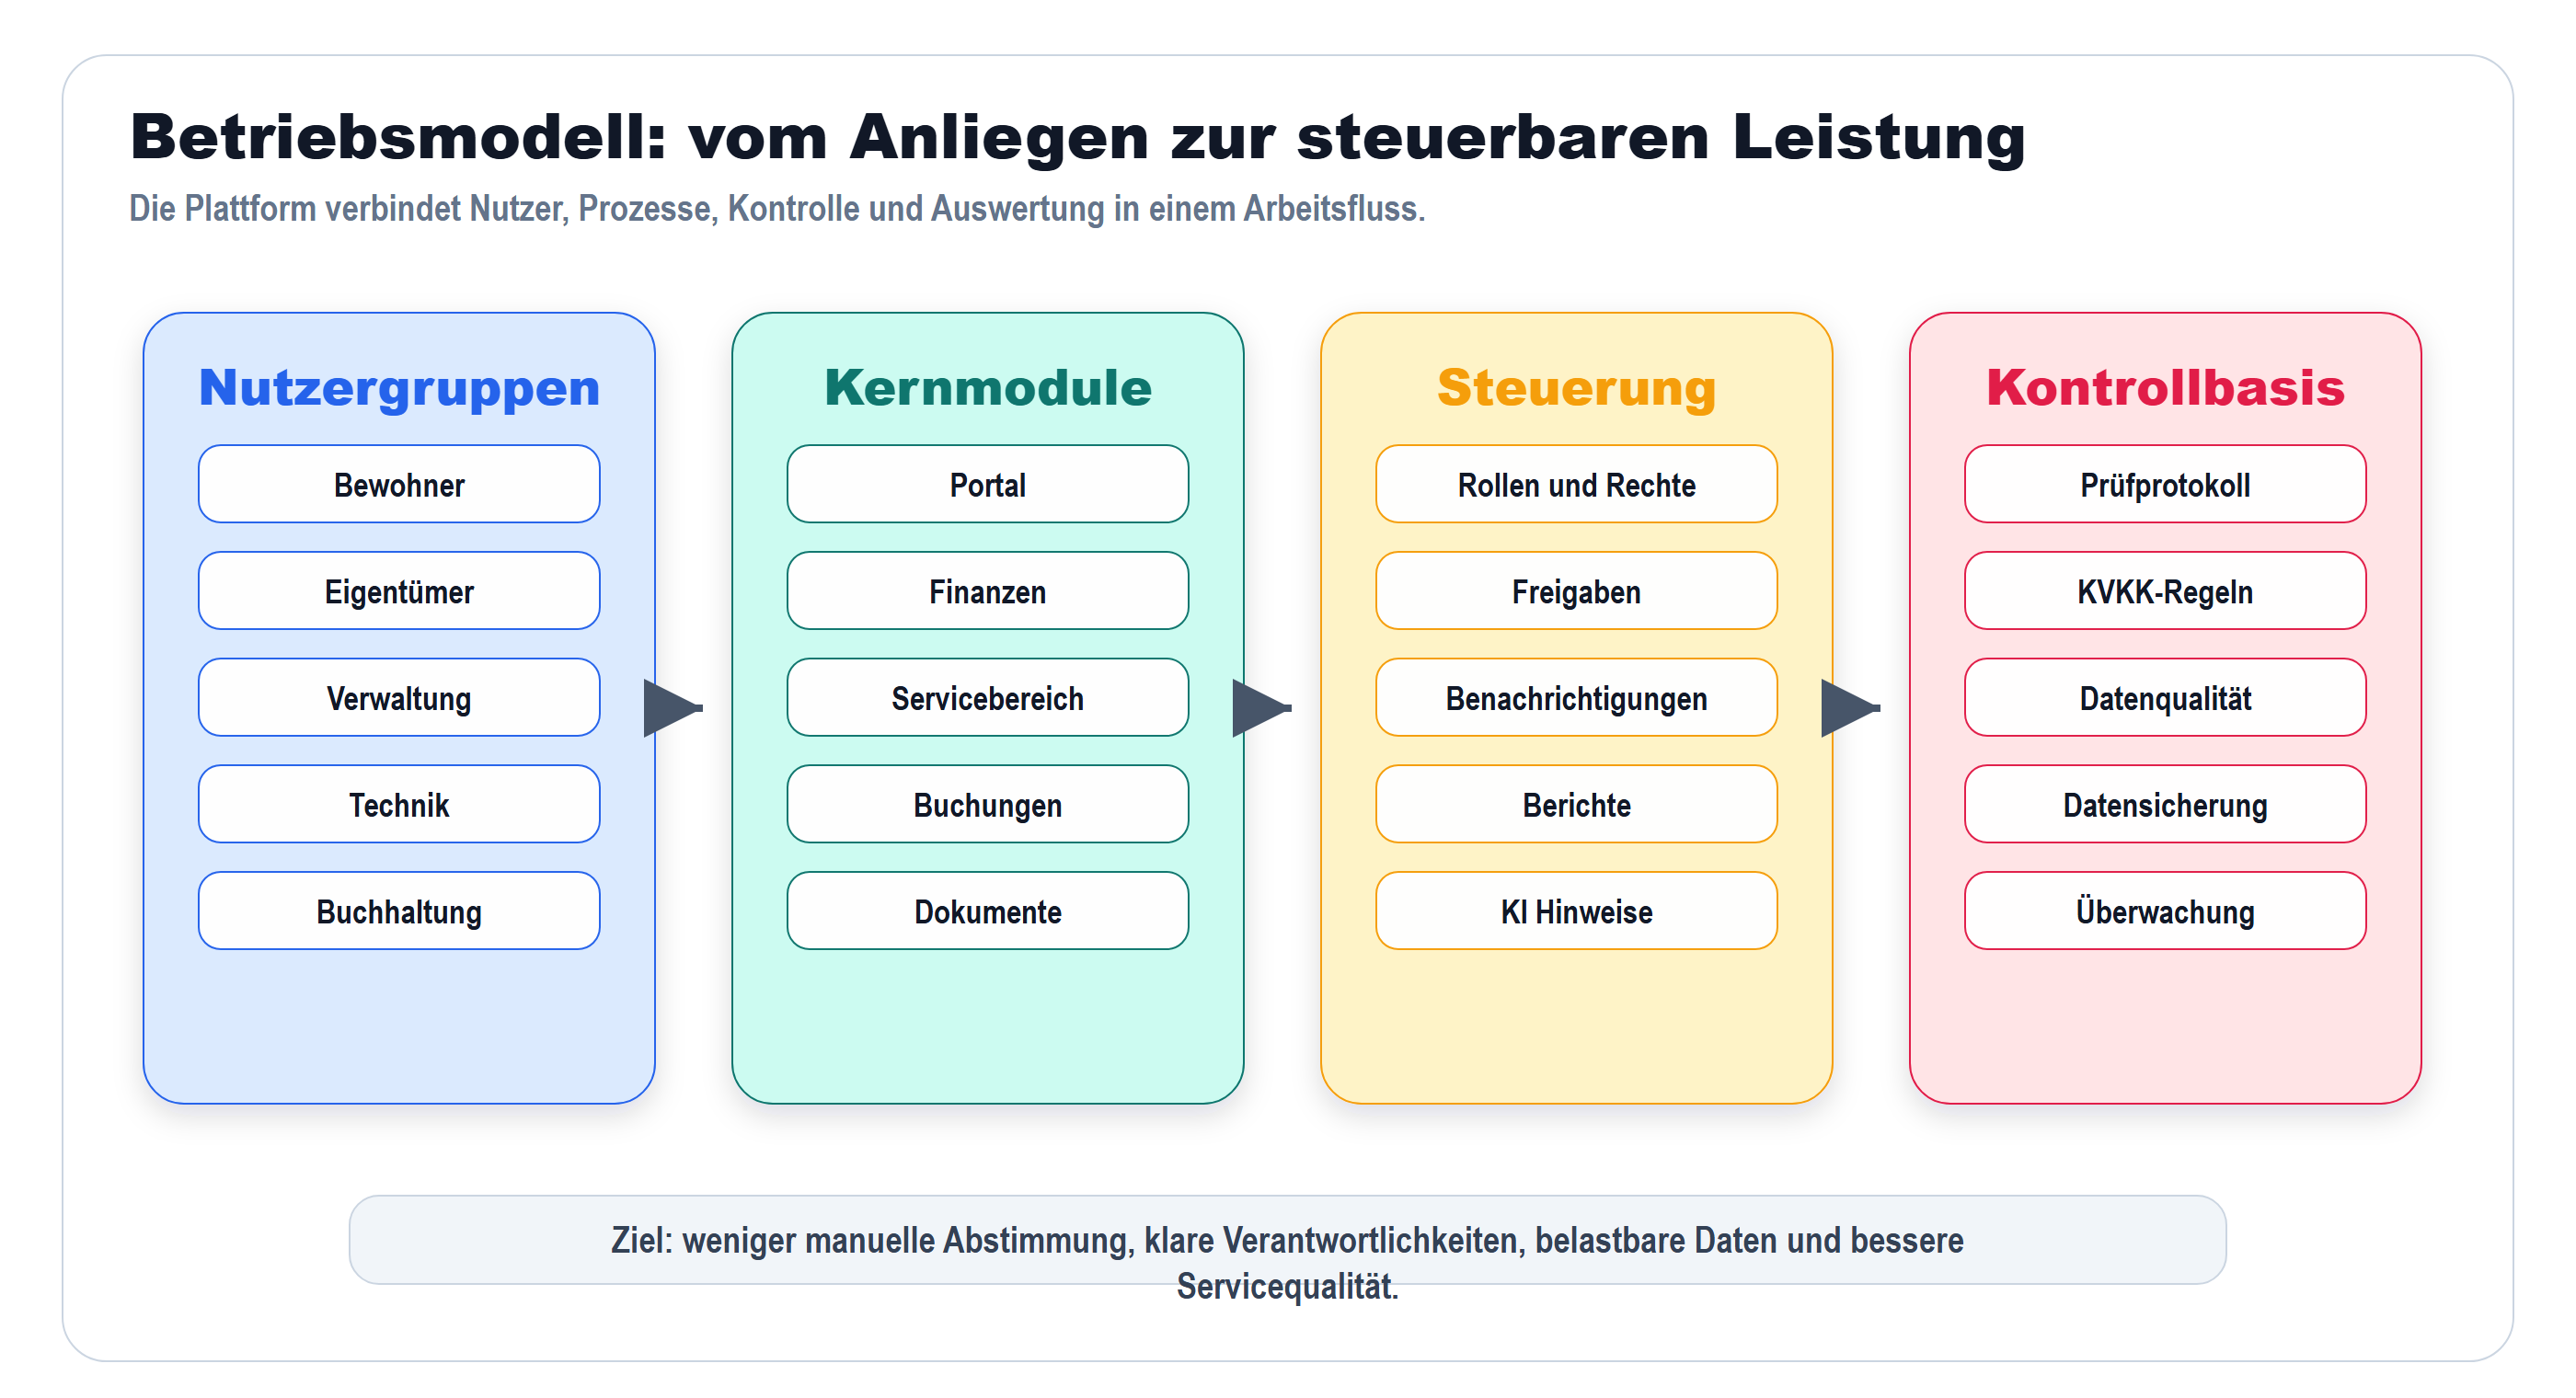 Betriebsmodell: vom Anliegen zur steuerbaren Leistung
Die Plattform verbindet Nutzer, Prozesse, Kontrolle und Auswertung in einem Arbeitsfluss.
Nutzergruppen
Bewohner
Eigentümer
Verwaltung
Technik
Buchhaltung
Kernmodule
Portal
Finanzen
Servicebereich
Buchungen
Dokumente
Steuerung
Rollen und Rechte
Freigaben
Benachrichtigungen
Berichte
KI Hinweise
Kontrollbasis
Prüfprotokoll
KVKK-Regeln
Datenqualität
Datensicherung
Überwachung
Ziel: weniger manuelle Abstimmung, klare Verantwortlichkeiten, belastbare Daten und bessere
Servicequalität.